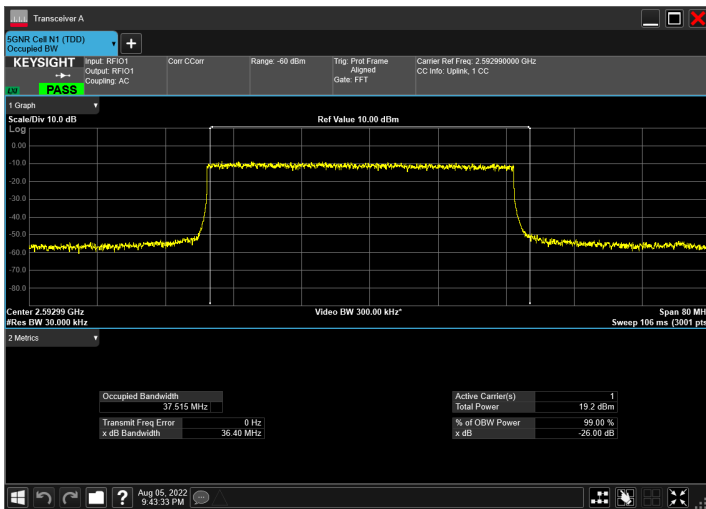 Transceiver A
5GNR Cell N1 (TDD)
Occupied BW
KEYSIGHT
LXI
PASS
Input: RFIO1
Output: RFIO1
Coupling: AC
Corr CCorr
Range: -60 dBm
Trig: Prot Frame
Aligned
Gate: FFT
Carrier Ref Freq: 2.592990000 GHz
CC Info: Uplink, 1 CC
1 Graph
Scale/Div 10.0 dB
Ref Value 10.00 dBm
Log
0.00
-10.0
-20.0
-30.0
-40.0
-50.0
-60.0
-70.0
-80.0
Center 2.59299 GHz
Video BW 300.00 kHz*
Span 80 MH
#Res BW 30.000 kHz
Sweep 106 ms (3001 pts
2 Metrics
Occupied Bandwidth
37.515 MHz
Transmit Freq Error 0 Hz
x dB Bandwidth 36.40 MHz
Active Carrier(s) 1
Total Power 19.2 dBm
% of OBW Power 99.00 %
x dB -26.00 dB
Aug 05, 2022
9:43:33 PM